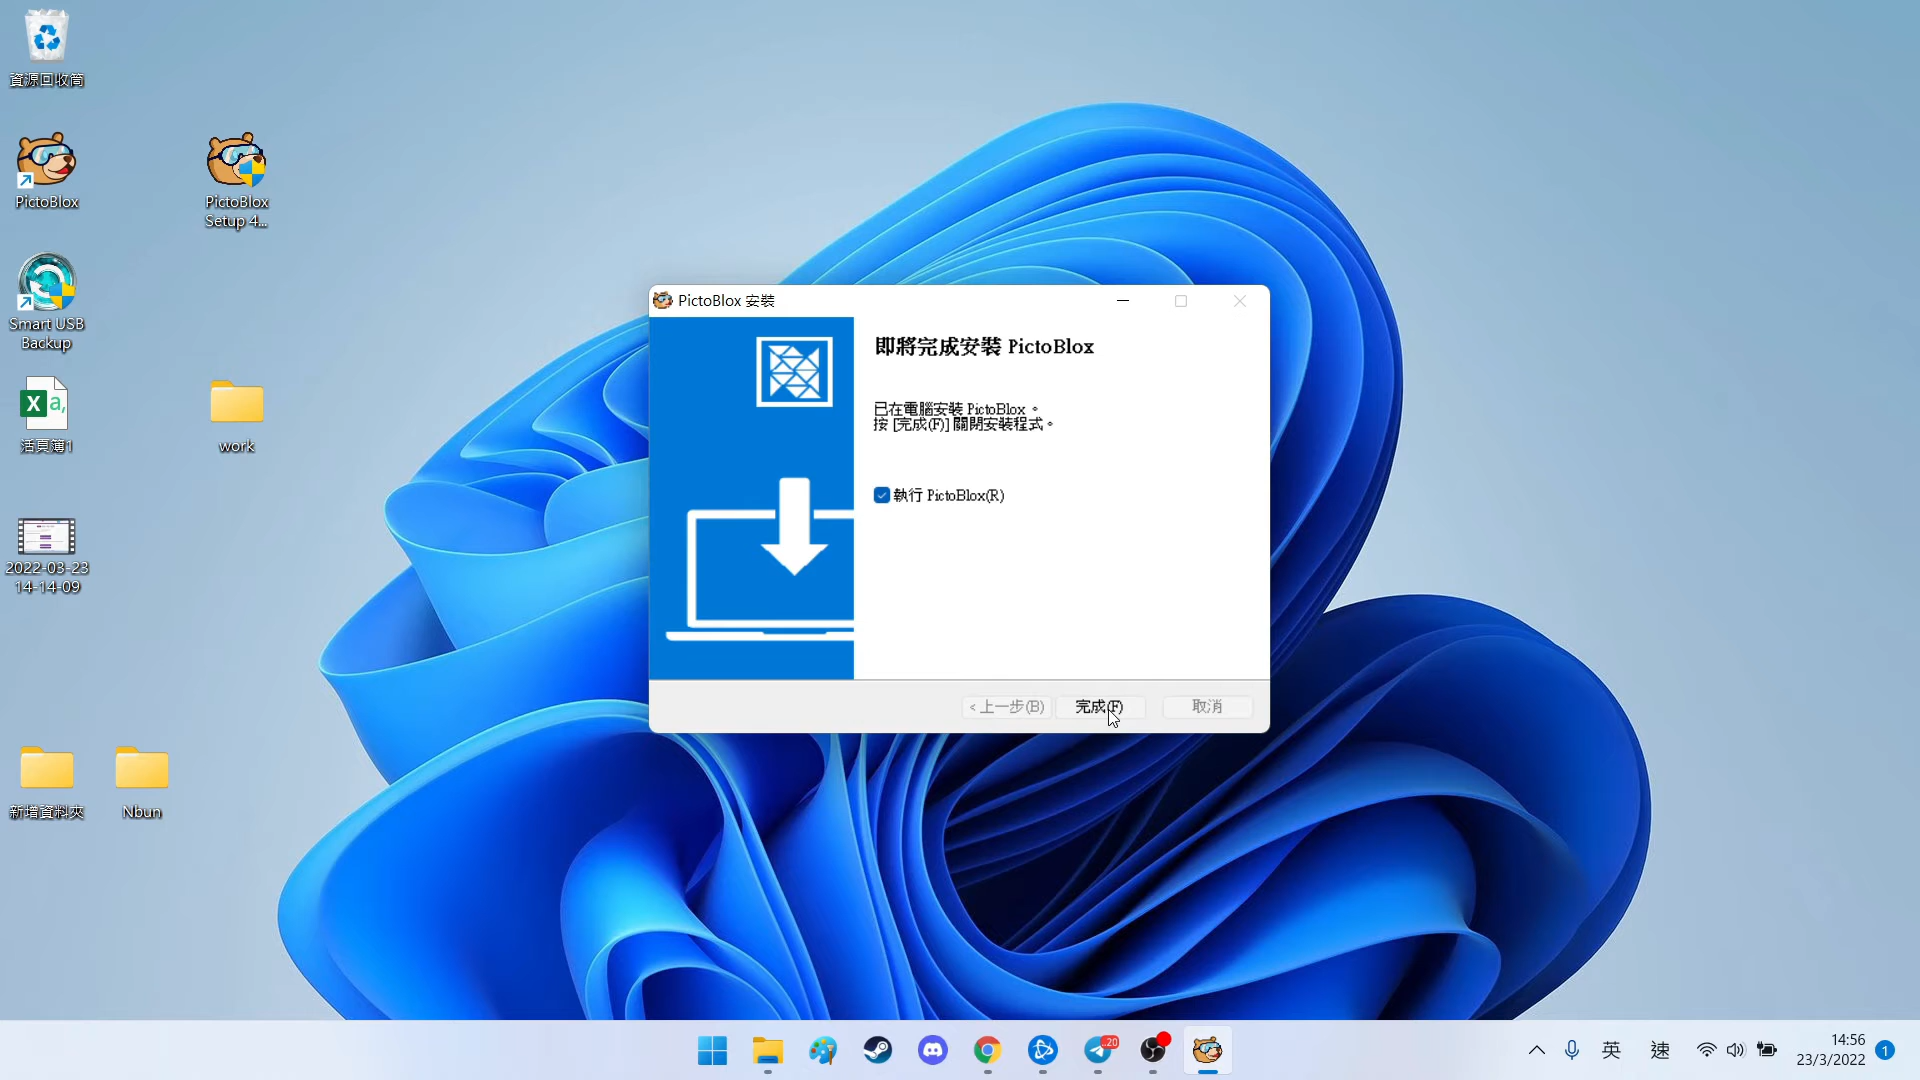 資源回收筒
PictoBlox
PictoBlox
Setup 4...
Smart USB
Backup
活頁簿1
work
2022-03-23
14-14-09
新增資料夾
Nbun
PictoBlox 安裝
即將完成安裝 PictoBlox
已在電腦安裝 PictoBlox。
按 [完成(F)] 關閉安裝程式。
執行 PictoBlox(R)
< 上一步(B)
完成(F)
取消
20
英
速
14:56
23/3/2022
1